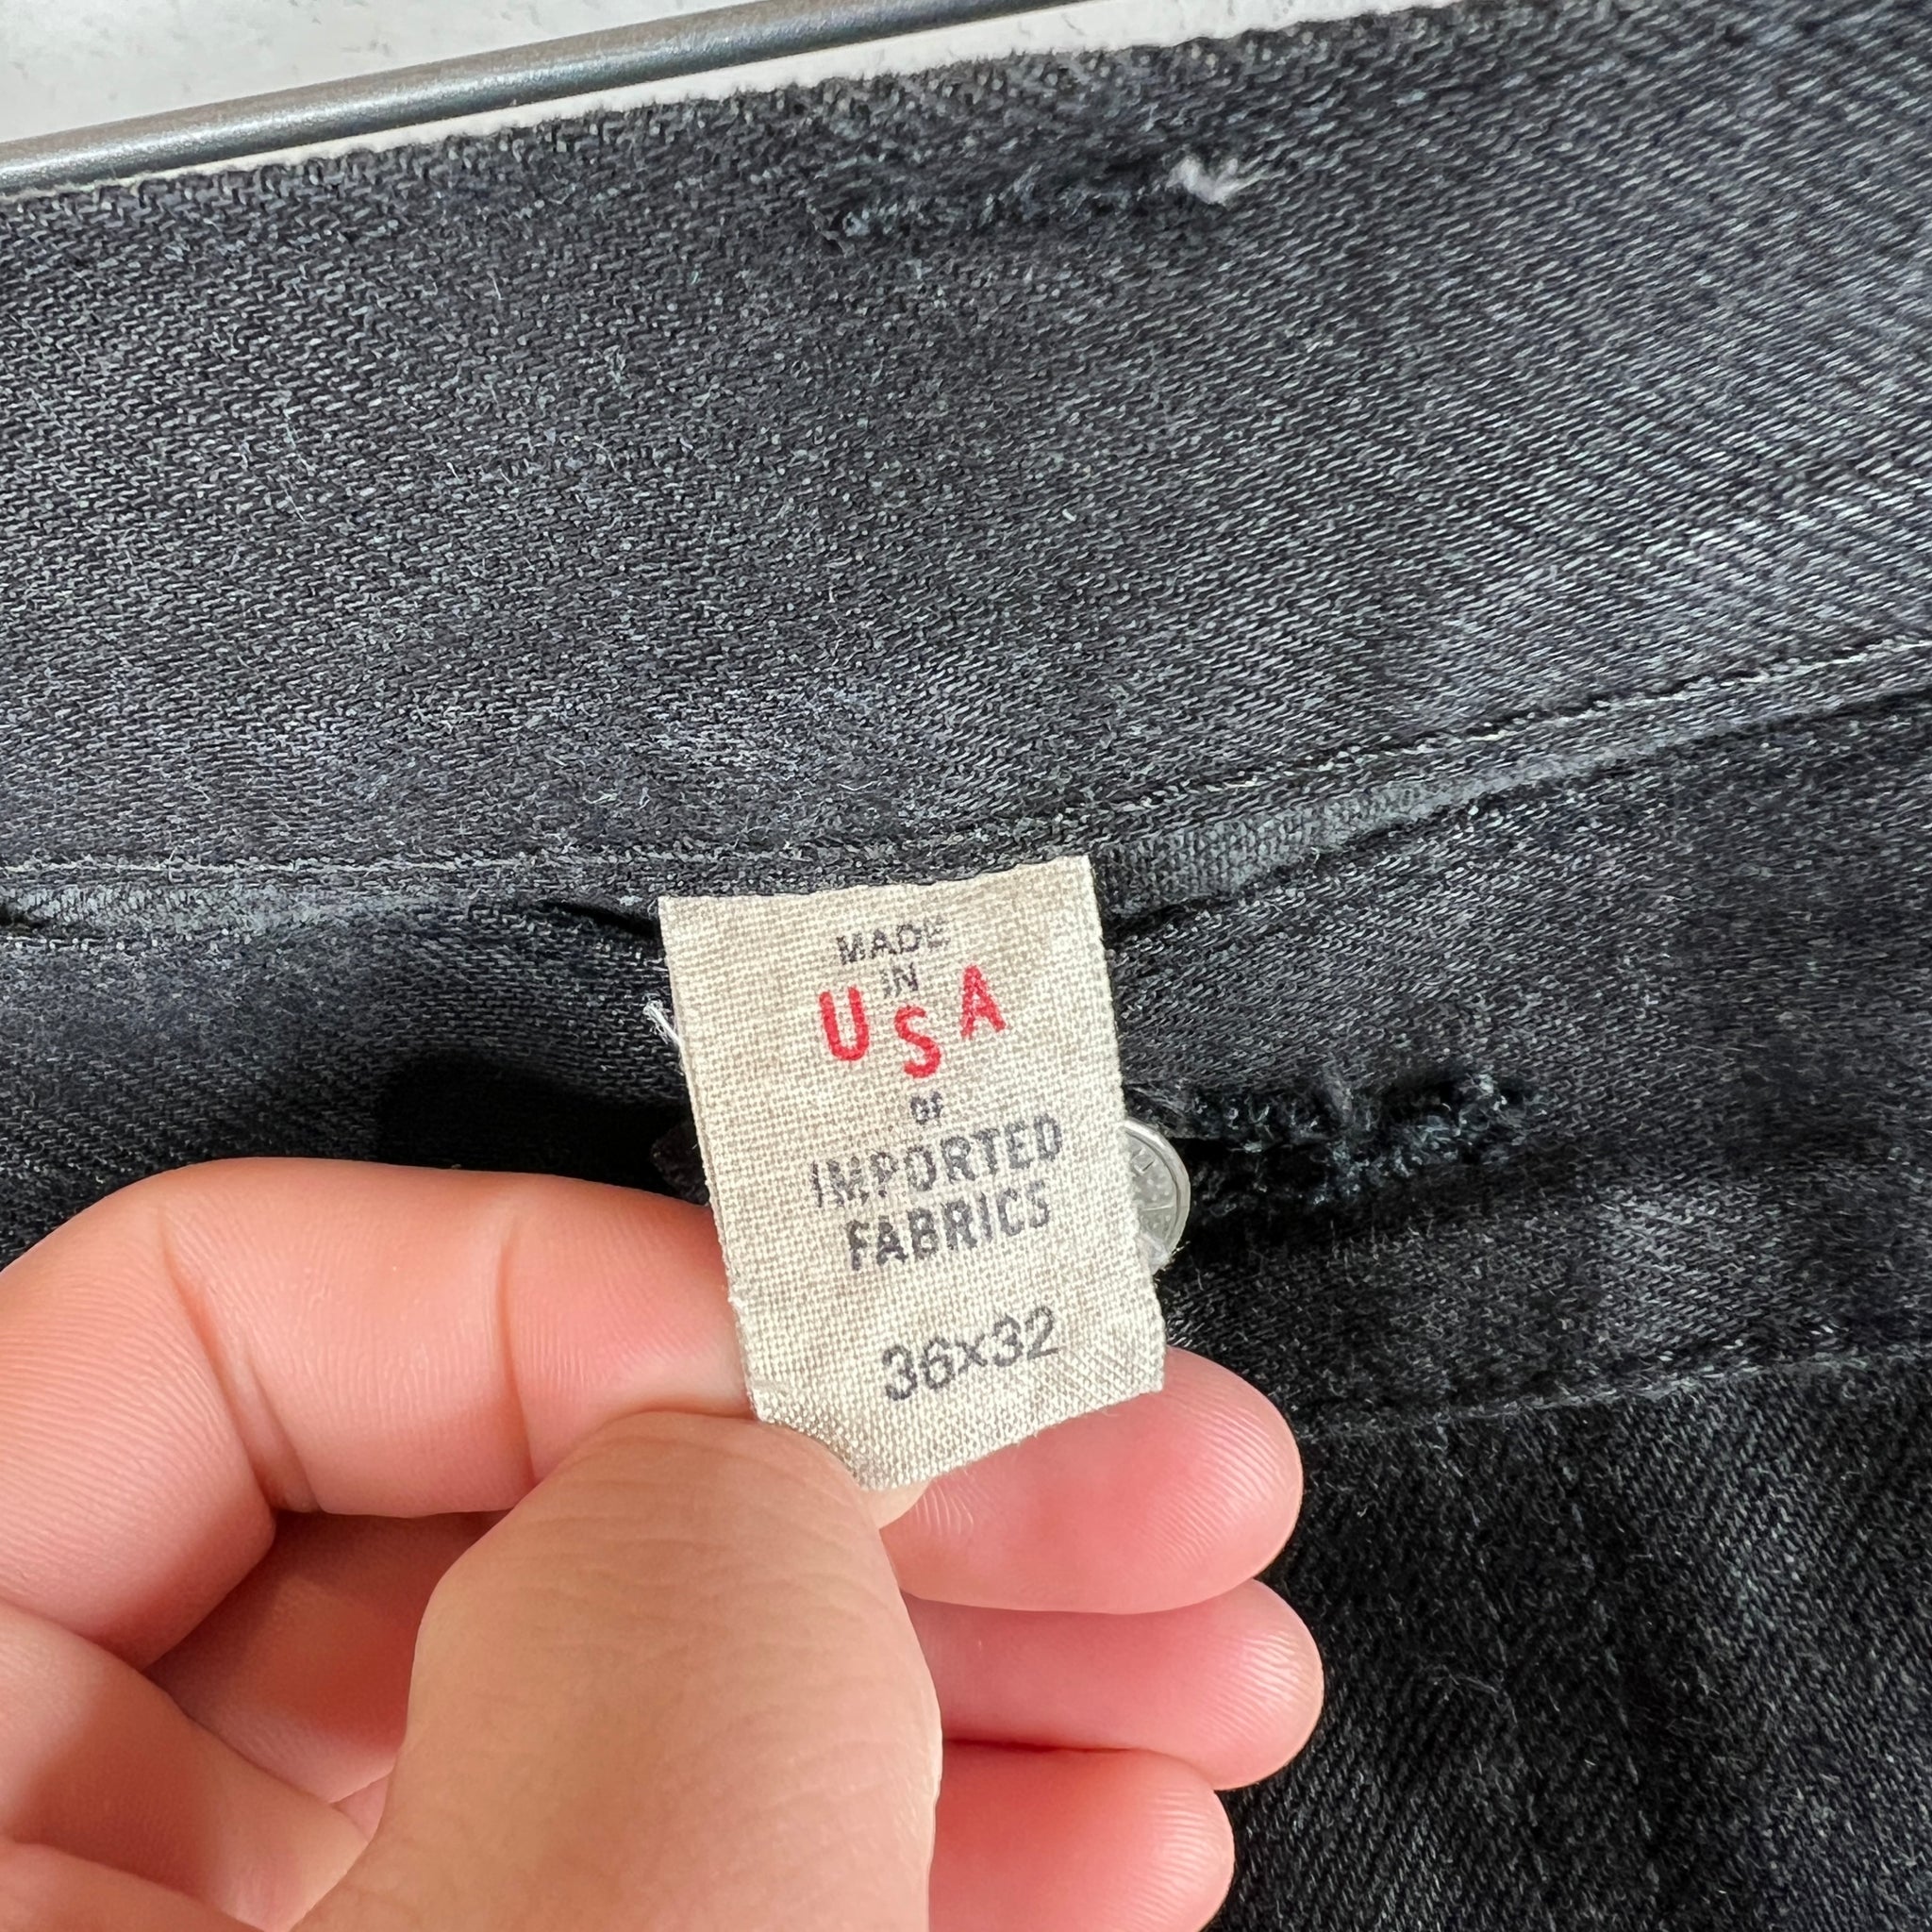 MADE
IN
USA
of
IMPORTED
FABRICS
36x32